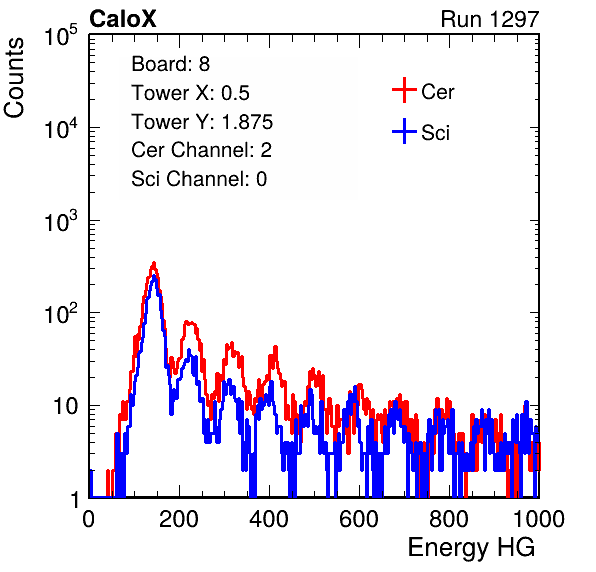 CaloX Run 1297
Counts
10^5
10^4
10^3
10^2
10
1
Board: 8
Tower X: 0.5
Tower Y: 1.875
Cer Channel: 2
Sci Channel: 0
Cer
Sci
0 200 400 600 800 1000
Energy HG